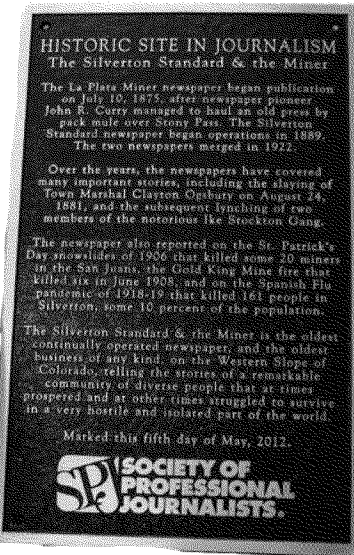 HISTORIC SITE IN JOURNALISM
The Silverton Standard & the Miner
The La Plata Miner newspaper began publication
on July 10, 1875, after newspaper pioneer
John R. Curry managed to haul an old press by
pack mule over Stony Pass. The Silverton
Standard newspaper began operations in 1889.
The two newspapers merged in 1922.
Over the years, the newspapers have covered
many important stories, including the slaying of
Town Marshal Clayton Ogsbury on August 24,
1881, and the subsequent lynching of two
members of the notorious Ike Stockton Gang.
The newspaper also reported on the St. Patrick's
Day snowslides of 1906 that killed some 20 miners
in the San Juans, the Gold King Mine fire that
killed six in June 1908, and on the Spanish Flu
pandemic of 1918-19 that killed 161 people in
Silverton, some 10 percent of the population.
The Silverton Standard & the Miner is the oldest
continually operated newspaper, and the oldest
business of any kind, on the Western Slope of
Colorado, telling the stories of a remarkable
community of diverse people that at times
prospered and at other times struggled to survive
in a very hostile and isolated part of the world.
Marked this fifth day of May, 2012.
SPJ SOCIETY OF
PROFESSIONAL
JOURNALISTS.